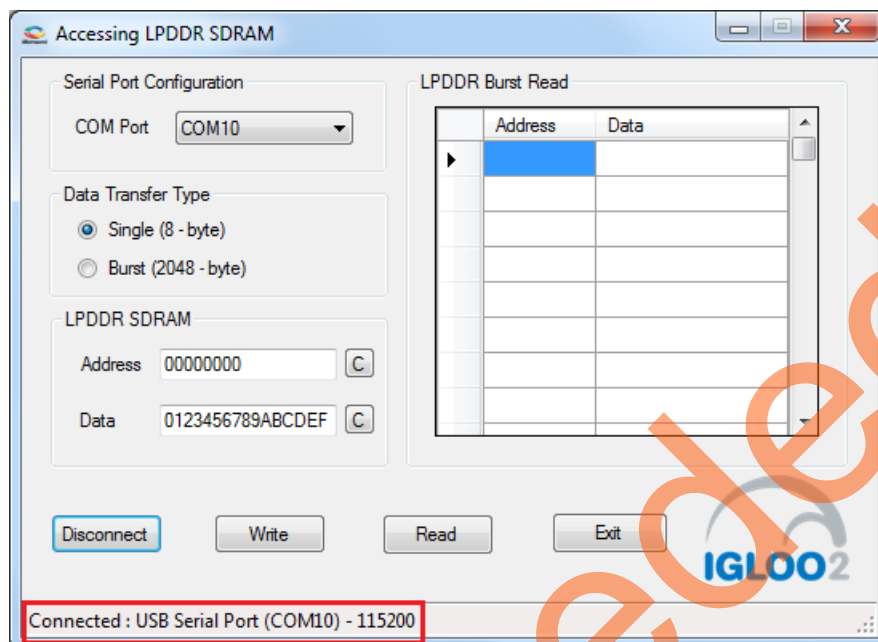 Accessing LPDDR SDRAM
Serial Port Configuration
COM Port COM10
Data Transfer Type
Single (8 - byte)
Burst (2048 - byte)
LPDDR SDRAM
Address 00000000 C
Data 0123456789ABCDEF C
LPDDR Burst Read
Address Data
Disconnect Write Read Exit
IGLOO2
Connected : USB Serial Port (COM10) - 115200